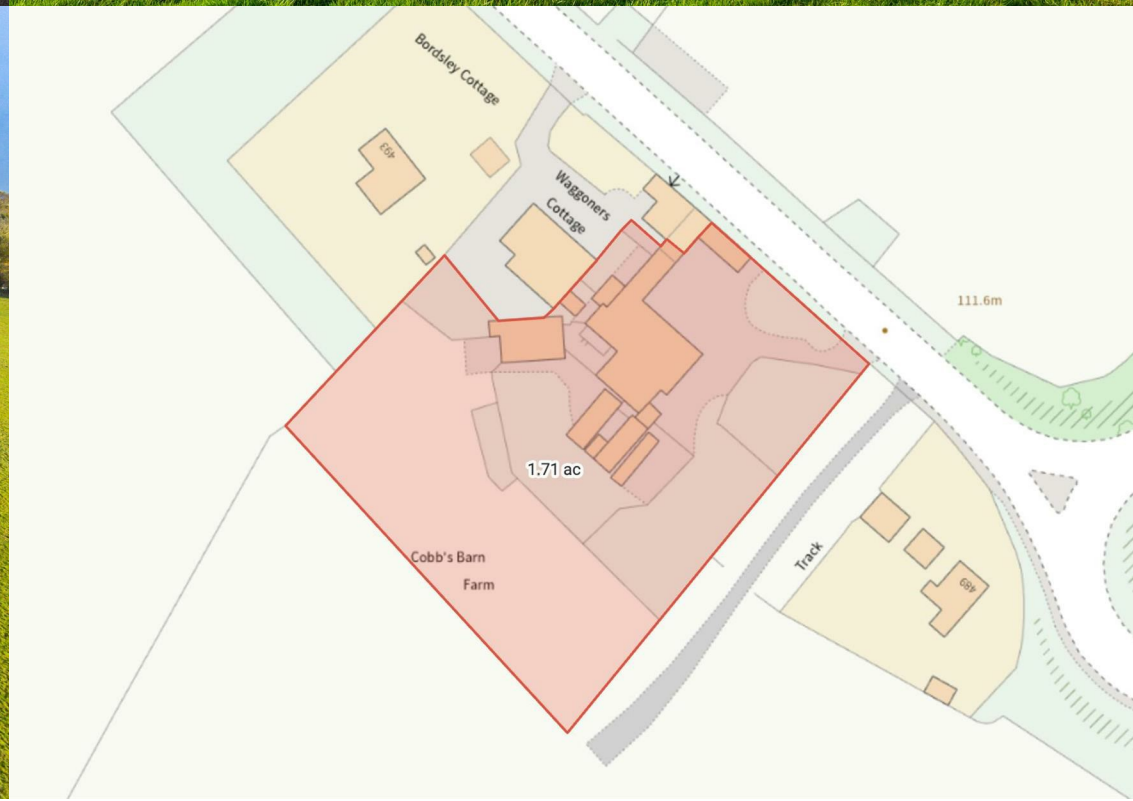 Bordsley Cottage
493
Waggoners
Cottage
111.6m
1.71 ac
Cobb's Barn
Farm
Track
489